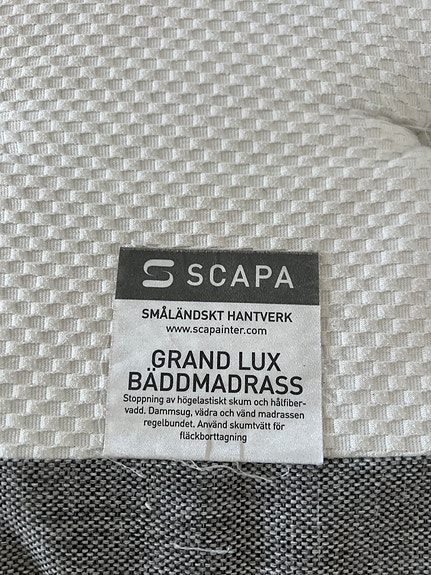 SCAPA
SMÅLÄNDSKT HANTVERK
www.scapainter.com
GRAND LUX
BÄDDMADRASS
Stoppning av högelastiskt skum och hålfiber-
vadd. Dammsug, vädra och vänd madrassen
regelbundet. Använd skumtvätt för
fläckborttagning